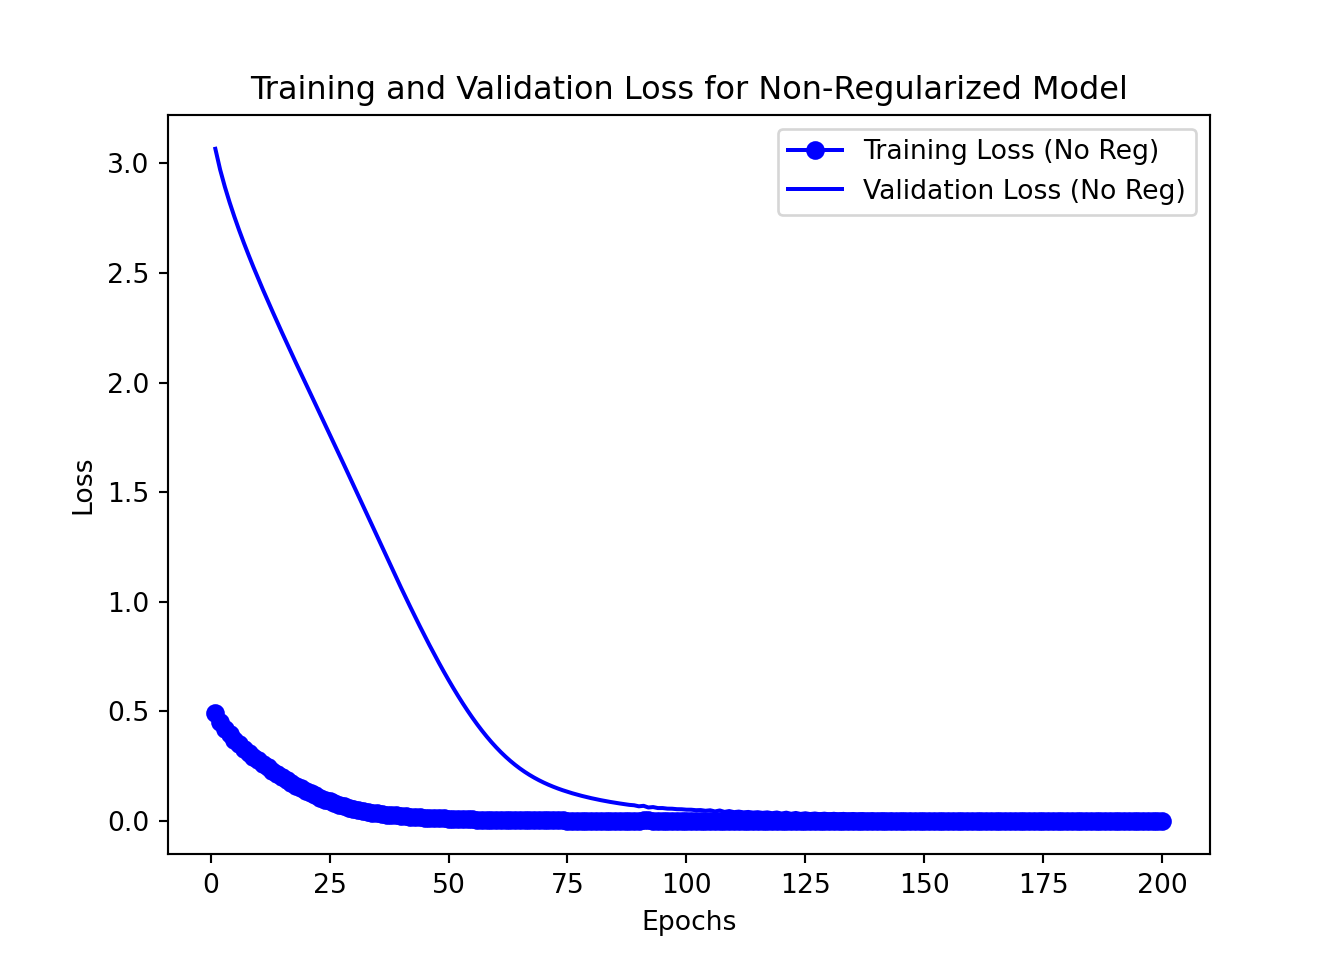 Training and Validation Loss for Non-Regularized Model
Training Loss (No Reg)
Validation Loss (No Reg)
3.0
2.5
2.0
1.5
1.0
0.5
0.0
Loss
0 25 50 75 100 125 150 175 200
Epochs